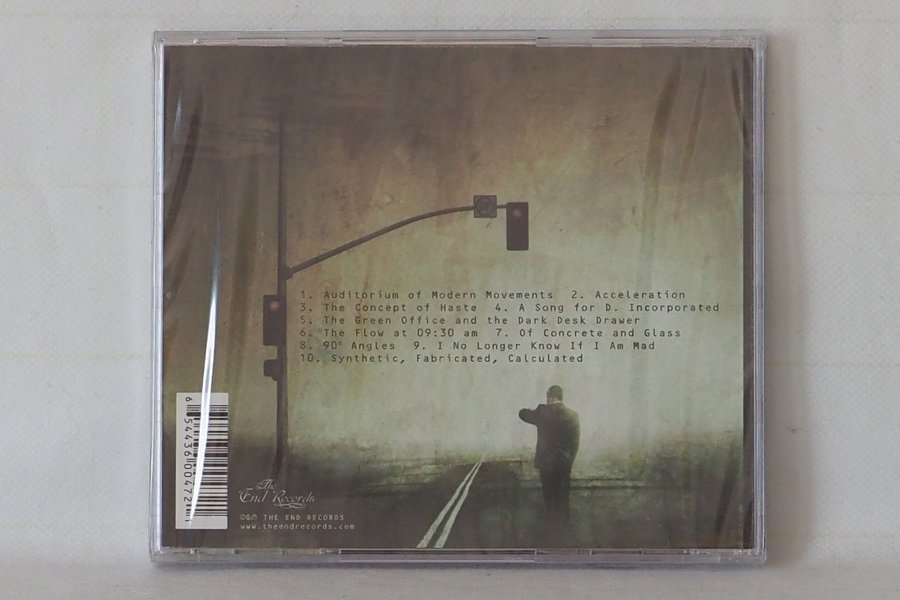 1. Auditorium of Modern Movements 2. Acceleration
3. The Concept of Haste 4. A Song for D. Incorporated
5. The Green Office and the Dark Desk Drawer
6. The Flow at 09:30 am 7. Of Concrete and Glass
8. 90° Angles 9. I No Longer Know If I Am Mad
10. Synthetic, Fabricated, Calculated
The
End Records
©&℗ THE END RECORDS
www.theendrecords.com